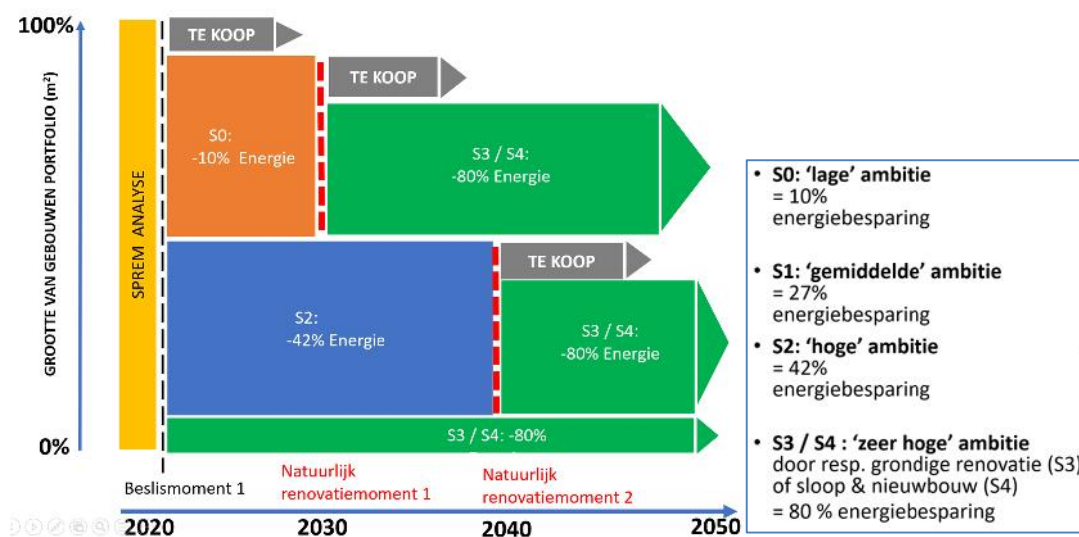 100%
GROOTTE VAN GEBOUWEN PORTFOLIO (m²)
0%
SPREM ANALYSE
TE KOOP
TE KOOP
S0:
-10% Energie
S3 / S4:
-80% Energie
TE KOOP
S2:
-42% Energie
S3 / S4:
-80% Energie
S3 / S4: -80%
Beslismoment 1
Natuurlijk
renovatiemoment 1
Natuurlijk
renovatiemoment 2
2020
2030
2040
2050
• S0: ‘lage’ ambitie
= 10%
energiebesparing
• S1: ‘gemiddelde’ ambitie
= 27%
energiebesparing
• S2: ‘hoge’ ambitie
= 42%
energiebesparing
• S3 / S4 : ‘zeer hoge’ ambitie
door resp. grondige renovatie (S3)
of sloop & nieuwbouw (S4)
= 80 % energiebesparing